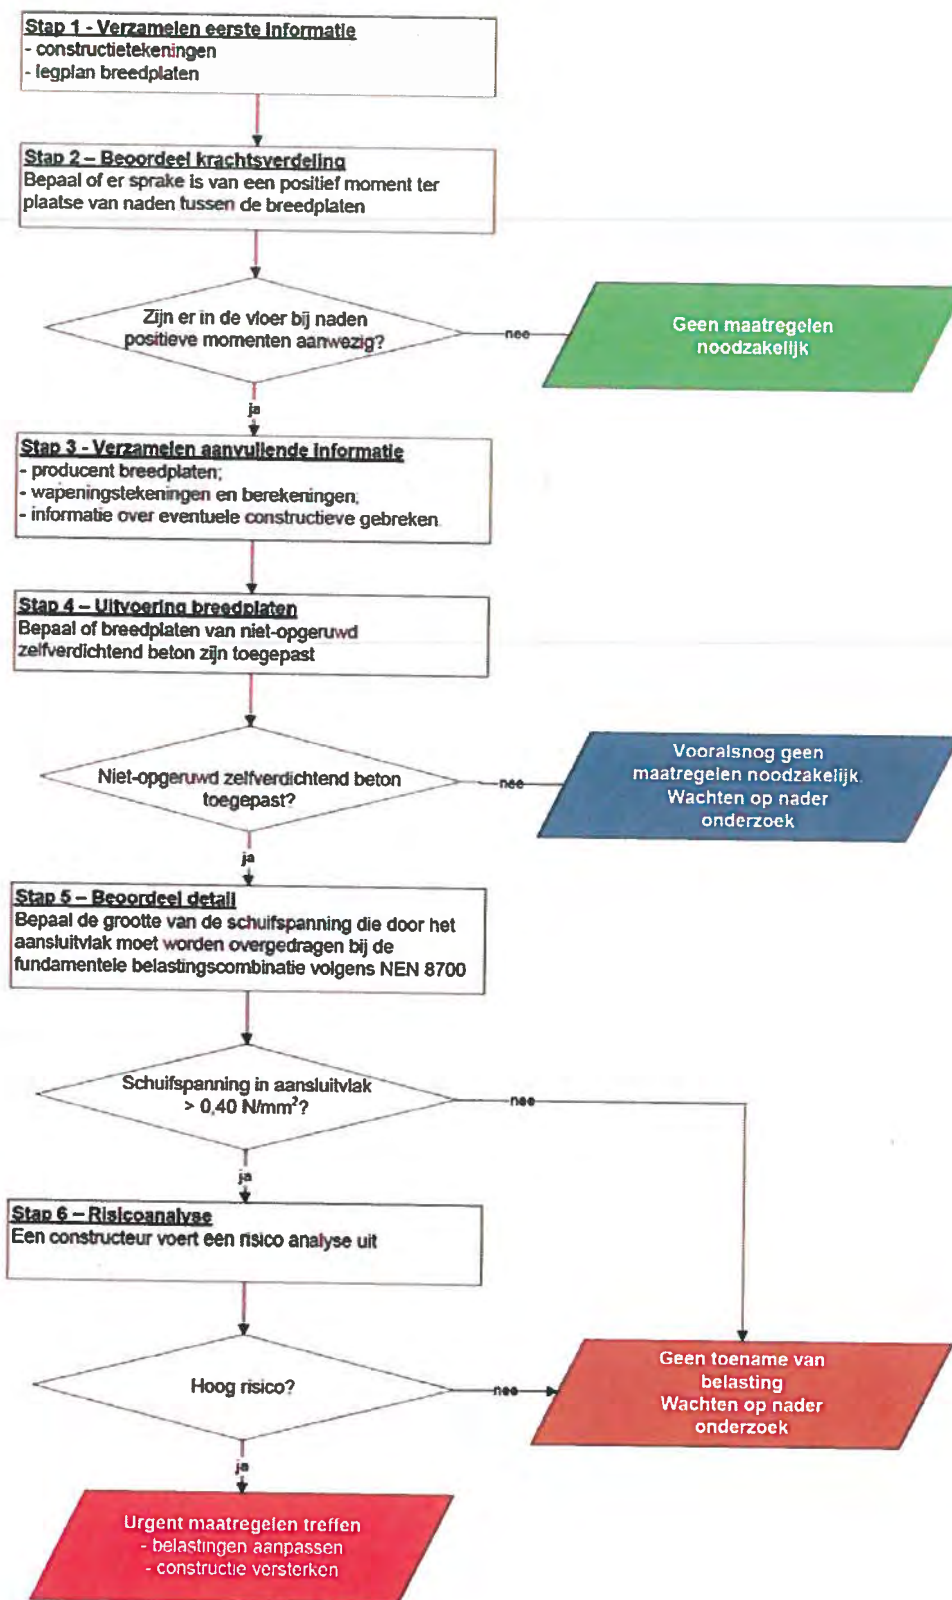 Stap 1 - Verzamelen eerste informatie
- constructietekeningen
- legplan breedplaten
Stap 2 – Beoordeel krachtsverdeling
Bepaal of er sprake is van een positief moment ter
plaatse van naden tussen de breedplaten
Zijn er in de vloer bij naden
positieve momenten aanwezig?
nee
Geen maatregelen
noodzakelijk
ja
Stap 3 - Verzamelen aanvullende informatie
- producent breedplaten;
- wapeningstekeningen en berekeningen;
- informatie over eventuele constructieve gebreken.
Stap 4 – Uitvoering breedplaten
Bepaal of breedplaten van niet-opgeruwd
zelfverdichtend beton zijn toegepast
Niet-opgeruwd zelfverdichtend beton
toegepast?
nee
Vooralsnog geen
maatregelen noodzakelijk.
Wachten op nader
onderzoek
ja
Stap 5 – Beoordeel detail
Bepaal de grootte van de schuifspanning die door het
aansluitvlak moet worden overgedragen bij de
fundamentele belastingscombinatie volgens NEN 8700
Schuifspanning in aansluitvlak
> 0,40 N/mm²?
nee
ja
Stap 6 – Risicoanalyse
Een constructeur voert een risico analyse uit
Hoog risico?
nee
Geen toename van
belasting
Wachten op nader
onderzoek
ja
Urgent maatregelen treffen
- belastingen aanpassen
- constructie versterken